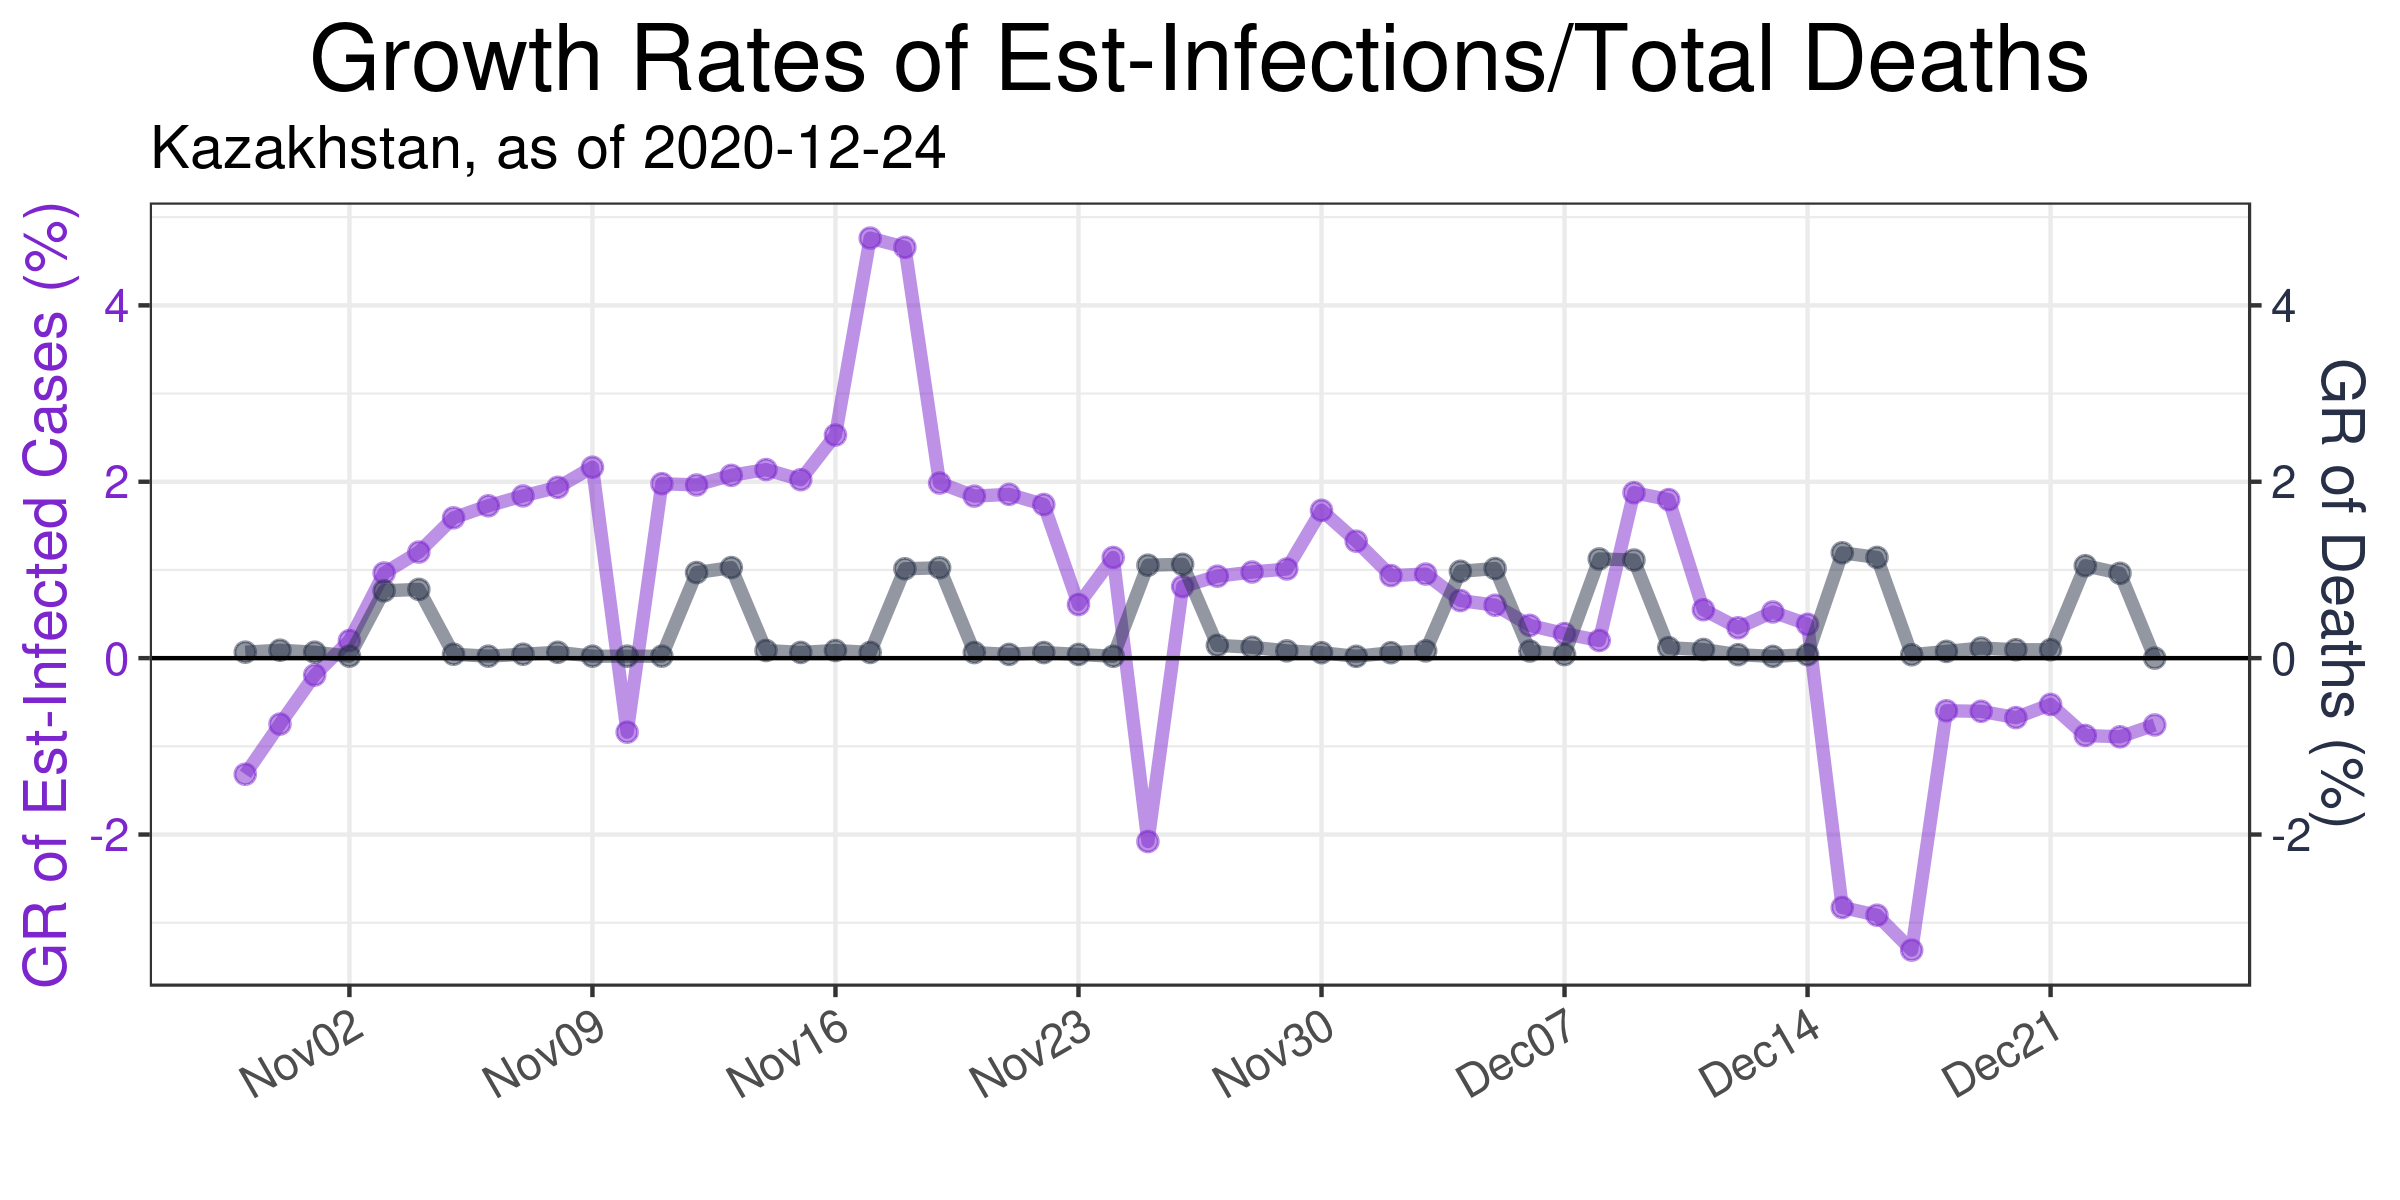 Growth Rates of Est-Infections/Total Deaths
Kazakhstan, as of 2020-12-24
GR of Est-Infected Cases (%)
4
2
0
-2
4
2
0
-2
GR of Deaths (%)
Nov02
Nov09
Nov16
Nov23
Nov30
Dec07
Dec14
Dec21